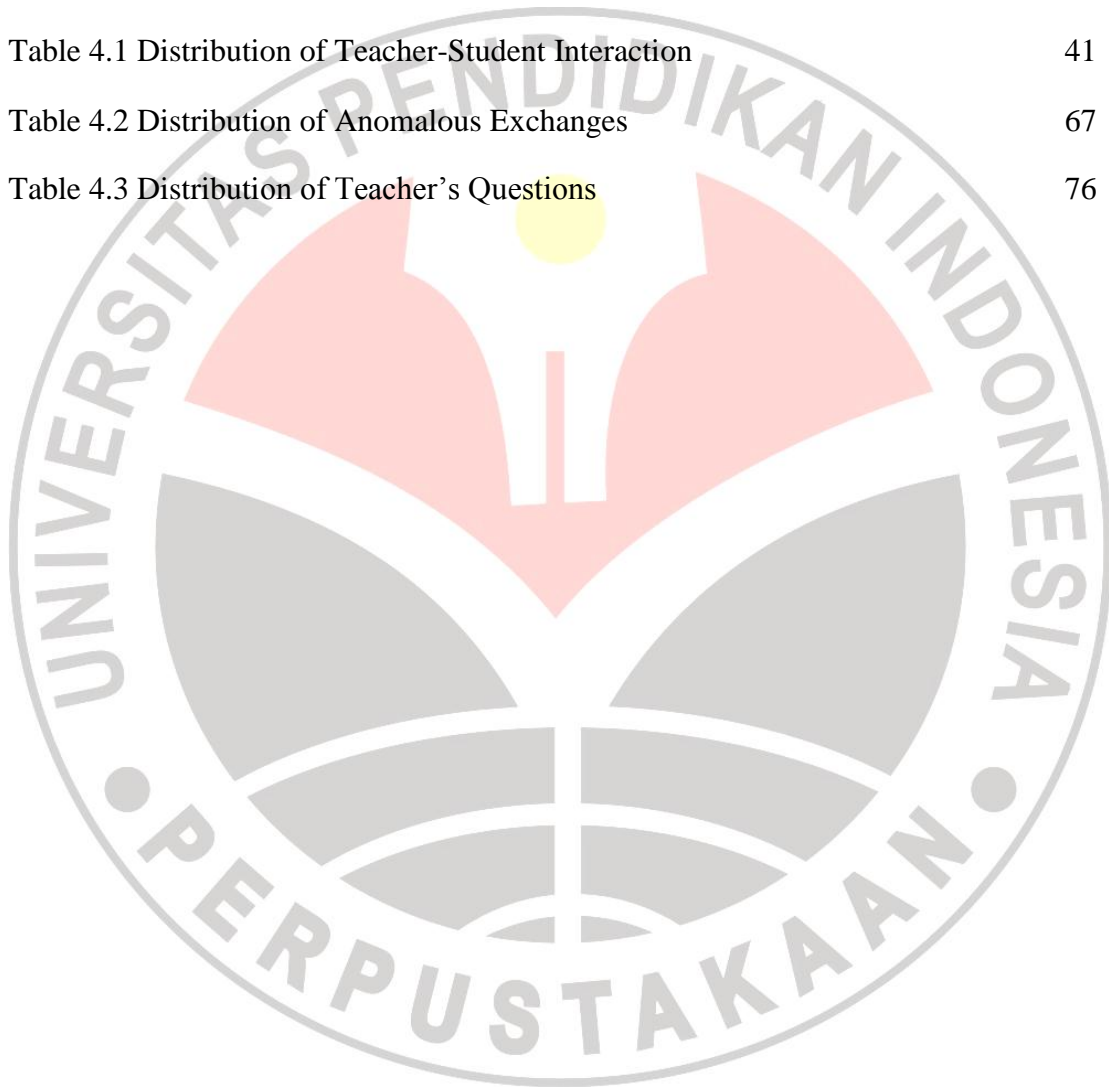 Table 4.1 Distribution of Teacher-Student Interaction 41
Table 4.2 Distribution of Anomalous Exchanges 67
Table 4.3 Distribution of Teacher’s Questions 76
UNIVERSITAS PENDIDIKAN INDONESIA
PERPUSTAKAAN